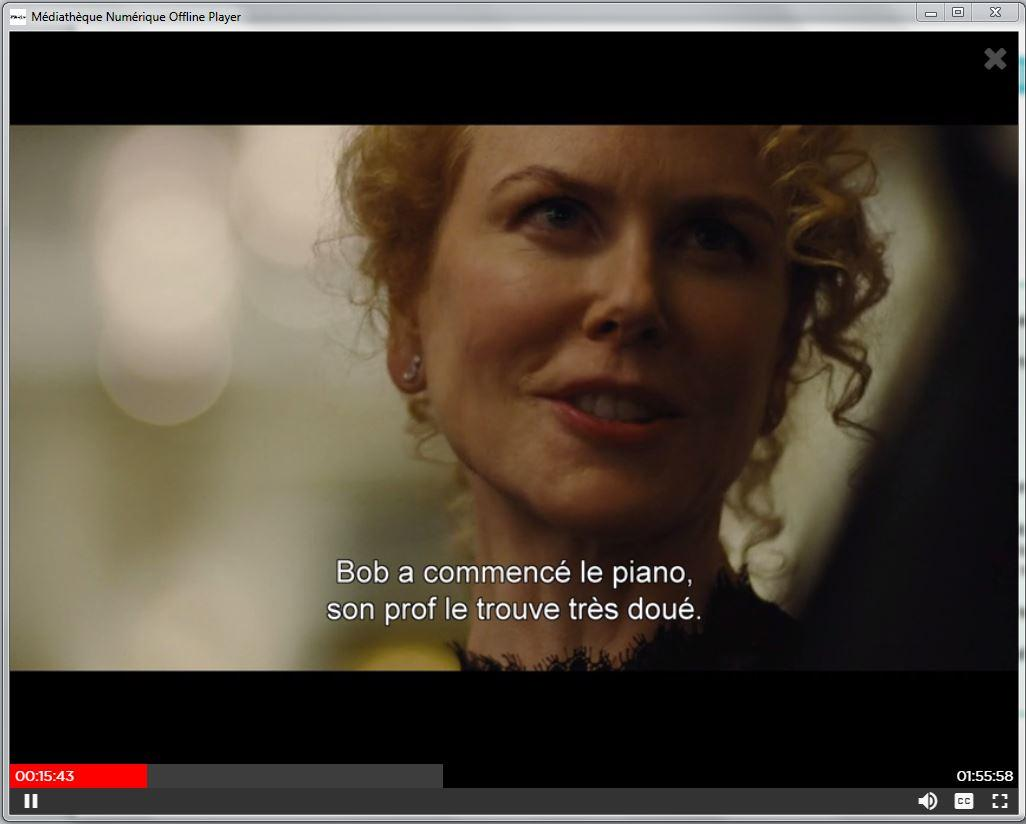 Médiathèque Numérique Offline Player
Bob a commencé le piano,
son prof le trouve très doué.
00:15:43
01:55:58
CC